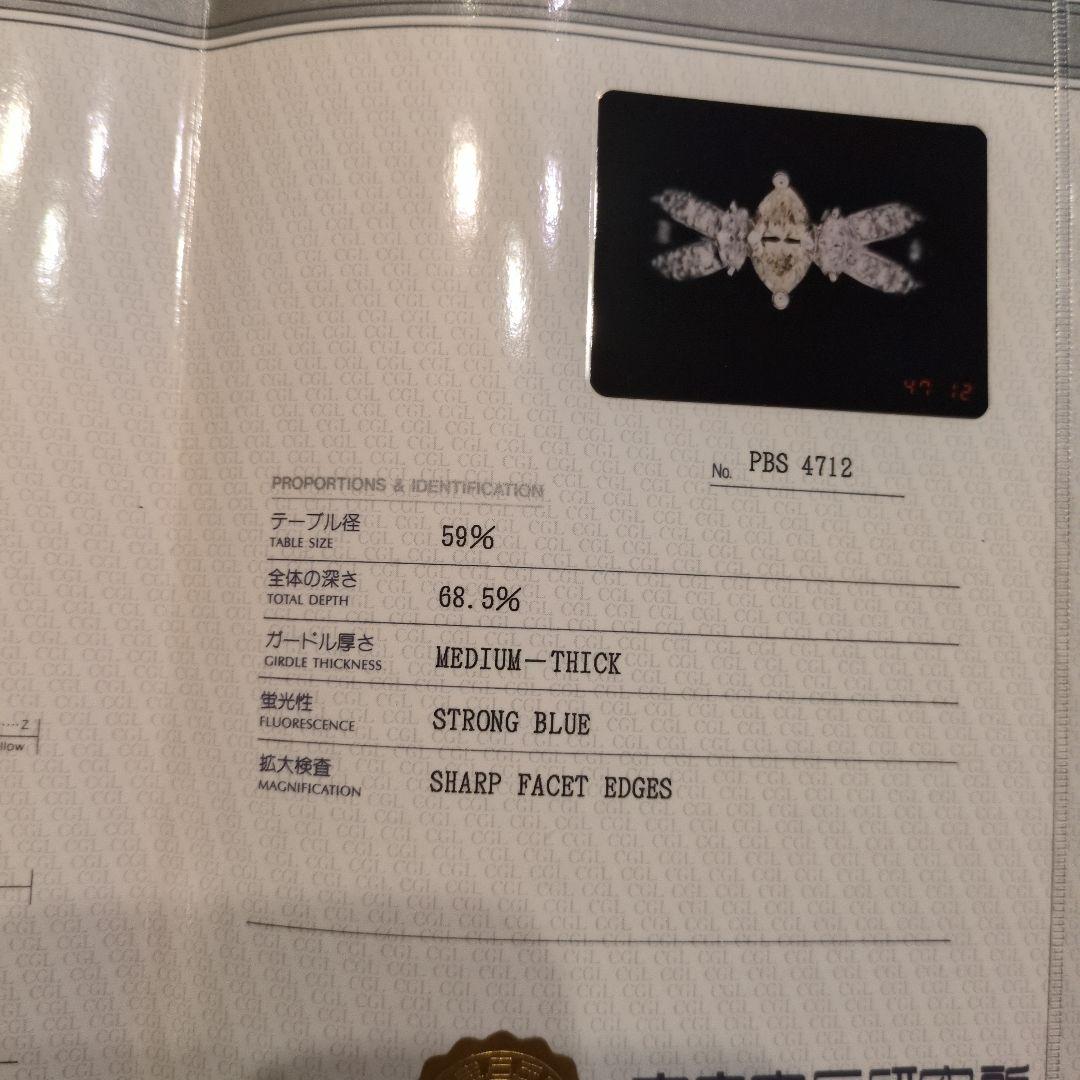 47 12
No. PBS 4712
PROPORTIONS & IDENTIFICATION
テーブル径
TABLE SIZE
59%
全体の深さ
TOTAL DEPTH
68.5%
ガードル厚さ
GIRDLE THICKNESS
MEDIUM-THICK
蛍光性
FLUORESCENCE
STRONG BLUE
拡大検査
MAGNIFICATION
SHARP FACET EDGES
Z
llow
CGL